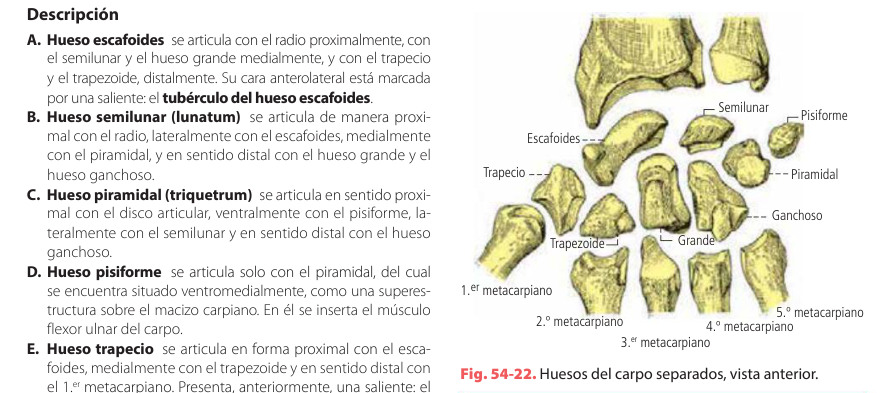 Descripción
A. Hueso escafoides se articula con el radio proximalmente, con
el semilunar y el hueso grande medialmente, y con el trapecio
y el trapezoide, distalmente. Su cara anterolateral está marcada
por una saliente: el tubérculo del hueso escafoides.
B. Hueso semilunar (lunatum) se articula de manera proxi-
mal con el radio, lateralmente con el escafoides, medialmente
con el piramidal, y en sentido distal con el hueso grande y el
hueso ganchoso.
C. Hueso piramidal (triquetrum) se articula en sentido proxi-
mal con el disco articular, ventralmente con el pisiforme, la-
teralmente con el semilunar y en sentido distal con el hueso
ganchoso.
D. Hueso pisiforme se articula solo con el piramidal, del cual
se encuentra situado ventromedialmente, como una superes-
tructura sobre el macizo carpiano. En él se inserta el músculo
flexor ulnar del carpo.
E. Hueso trapecio se articula en forma proximal con el esca-
foides, medialmente con el trapezoide y en sentido distal con
el 1.er metacarpiano. Presenta, anteriormente, una saliente: el
Semilunar
Pisiforme
Escafoides
Trapecio
Piramidal
Ganchoso
Trapezoide
Grande
1.er metacarpiano
2.º metacarpiano
3.er metacarpiano
4.º metacarpiano
5.º metacarpiano
Fig. 54-22. Huesos del carpo separados, vista anterior.